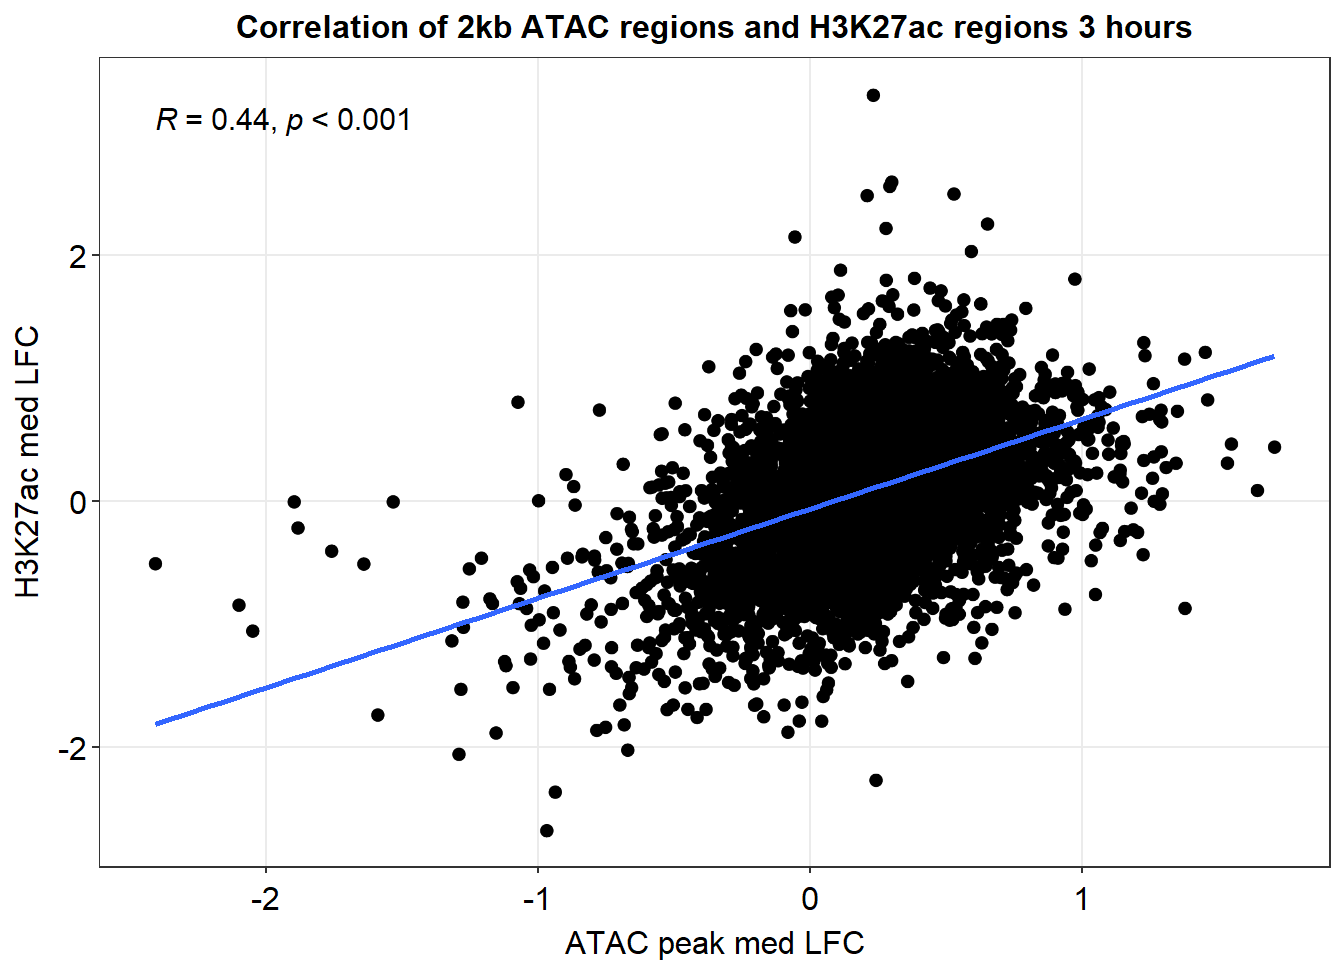 Correlation of 2kb ATAC regions and H3K27ac regions 3 hours
R = 0.44, p < 0.001
H3K27ac med LFC
2
0
-2
-2
-1
0
1
ATAC peak med LFC